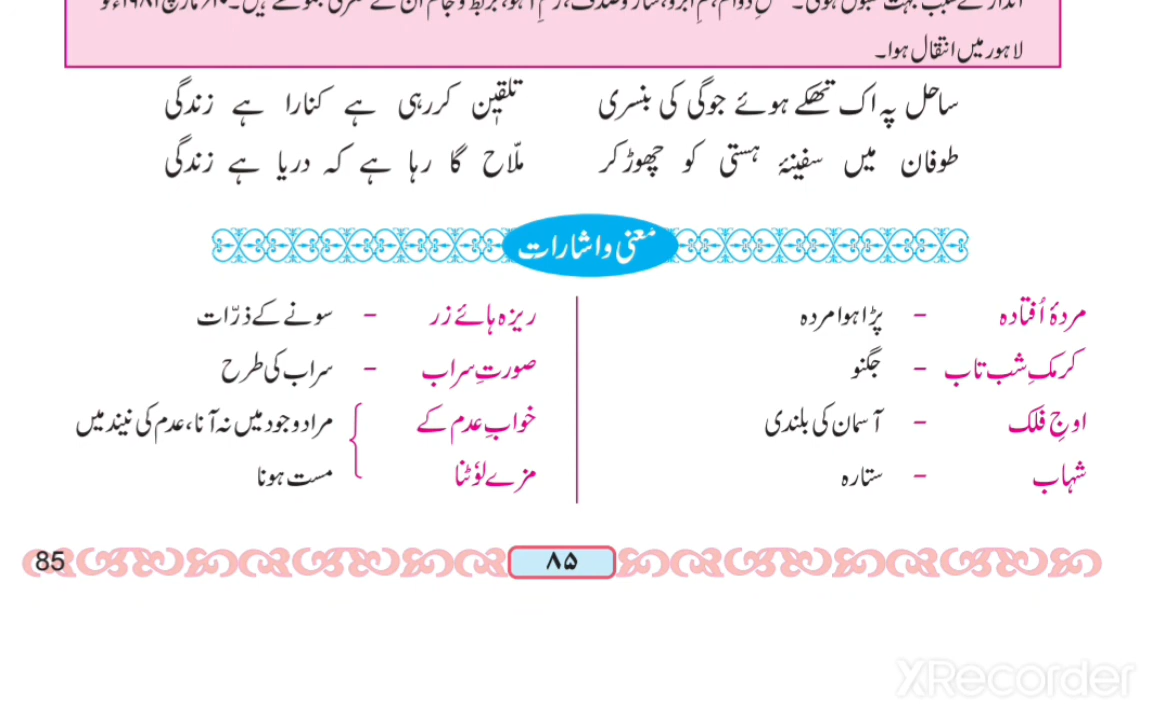 لاہور میں انتقال ہوا۔
ساحل پہ اک تھکے ہوئے جوگی کی بنسری تلقین کررہی ہے کنارا ہے زندگی
طوفان میں سفینۂ ہستی کو چھوڑ کر ملّاح گا رہا ہے کہ دریا ہے زندگی
معنی و اشارات
مردۂ اُفتادہ – پڑا ہوا مردہ
کرمکِ شب تاب – جگنو
اوجِ فلک – آسمان کی بلندی
شہاب – ستارہ
ریزہ ہائے زر – سونے کے ذرّات
صورتِ سراب – سراب کی طرح
خوابِ عدم کے مراد وجود میں نہ آنا، عدم کی نیند میں
مزے لوٗٹنا مست ہونا
85 ۸۵
XRecorder